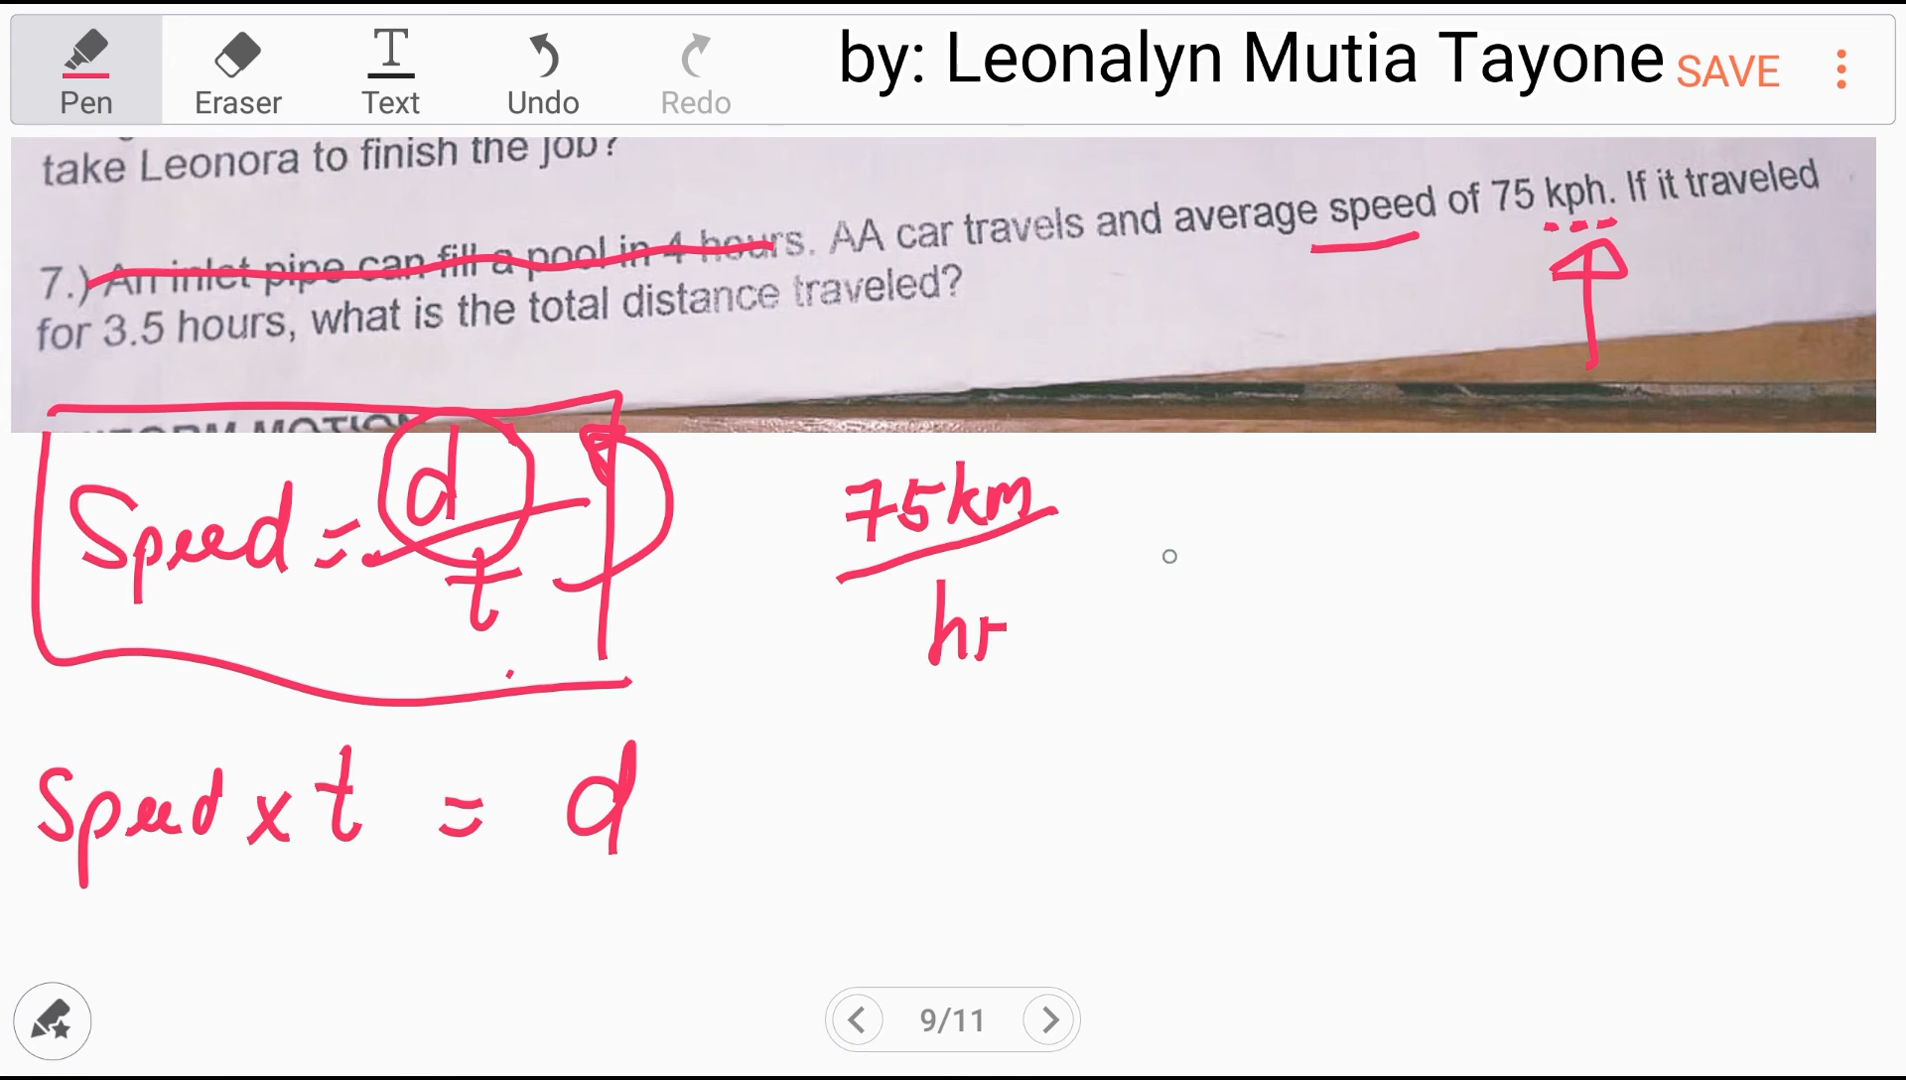 by: Leonalyn Mutia Tayone
SAVE
Pen
Eraser
Text
Undo
Redo
take Leonora to finish the job?
7.) An inlet pipe can fill a pool in 4 hours. AA car travels and average speed of 75 kph. If it traveled
for 3.5 hours, what is the total distance traveled?
MOTION
Speed = d
t
75km
hr
Speed x t = d
9/11